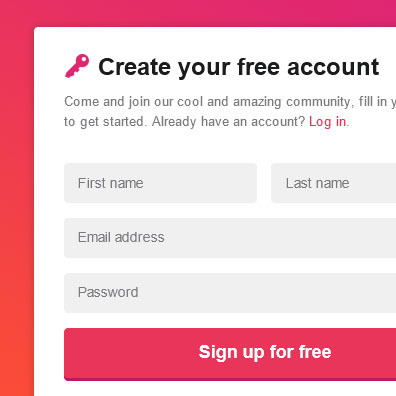 Create your free account
Come and join our cool and amazing community, fill in
to get started. Already have an account? Log in.
First name
Last name
Email address
Password
Sign up for free